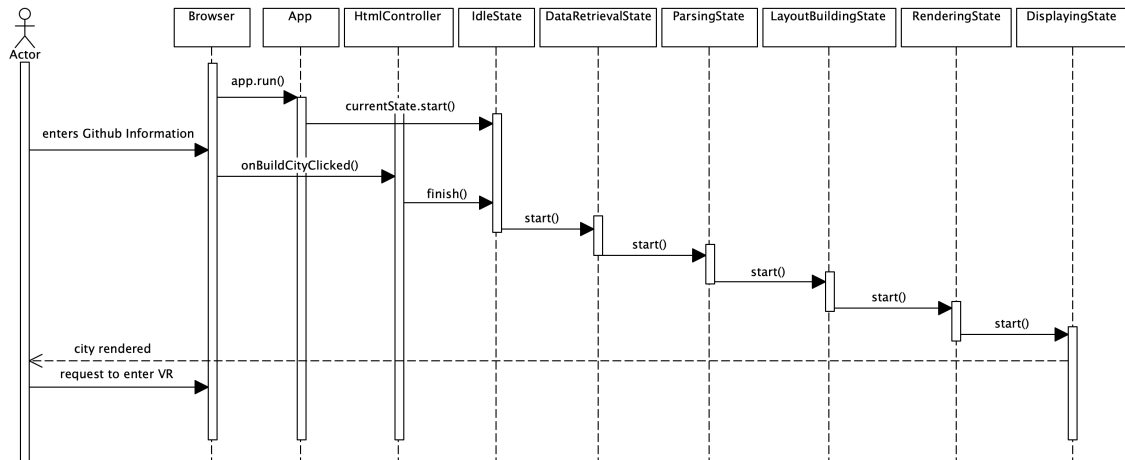 Browser
App
HtmlController
IdleState
DataRetrievalState
ParsingState
LayoutBuildingState
RenderingState
DisplayingState
Actor
app.run()
currentState.start()
enters Github Information
onBuildCityClicked()
finish()
start()
start()
start()
start()
start()
city rendered
request to enter VR